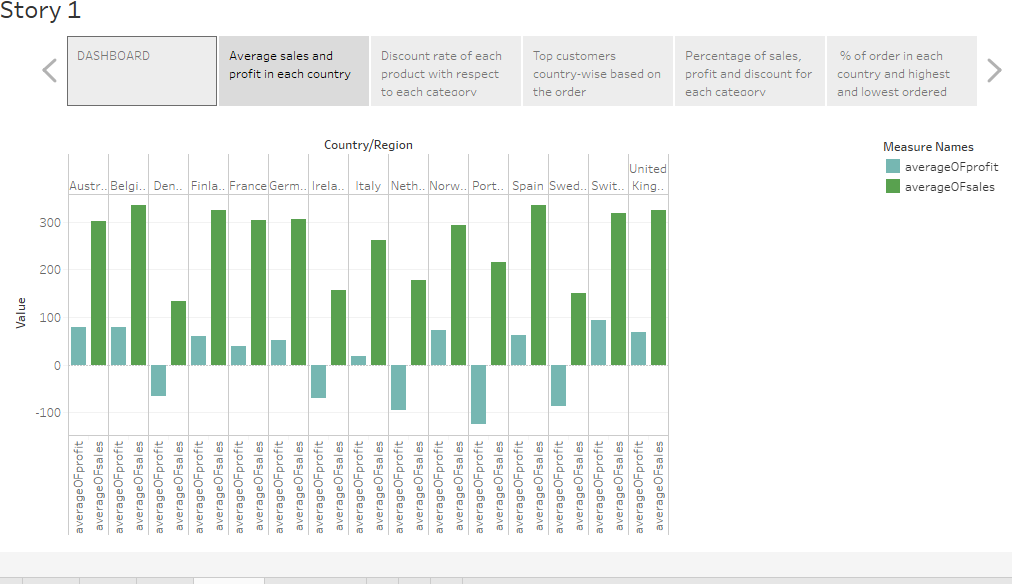 Story 1
DASHBOARD
Average sales and
profit in each country
Discount rate of each
product with respect
to each category
Top customers
country-wise based on
the order
Percentage of sales,
profit and discount for
each category
% of order in each
country and highest
and lowest ordered
Country/Region
Austr.. Belgi.. Den.. Finla.. France Germ.. Irela.. Italy Neth.. Norw.. Port.. Spain Swed.. Swit.. United
King..
300
200
100
0
-100
Value
averageOFprofit
averageOFsales
averageOFprofit
averageOFsales
averageOFprofit
averageOFsales
averageOFprofit
averageOFsales
averageOFprofit
averageOFsales
averageOFprofit
averageOFsales
averageOFprofit
averageOFsales
averageOFprofit
averageOFsales
averageOFprofit
averageOFsales
averageOFprofit
averageOFsales
averageOFprofit
averageOFsales
averageOFprofit
averageOFsales
averageOFprofit
averageOFsales
averageOFprofit
averageOFsales
averageOFprofit
averageOFsales
Measure Names
averageOFprofit
averageOFsales